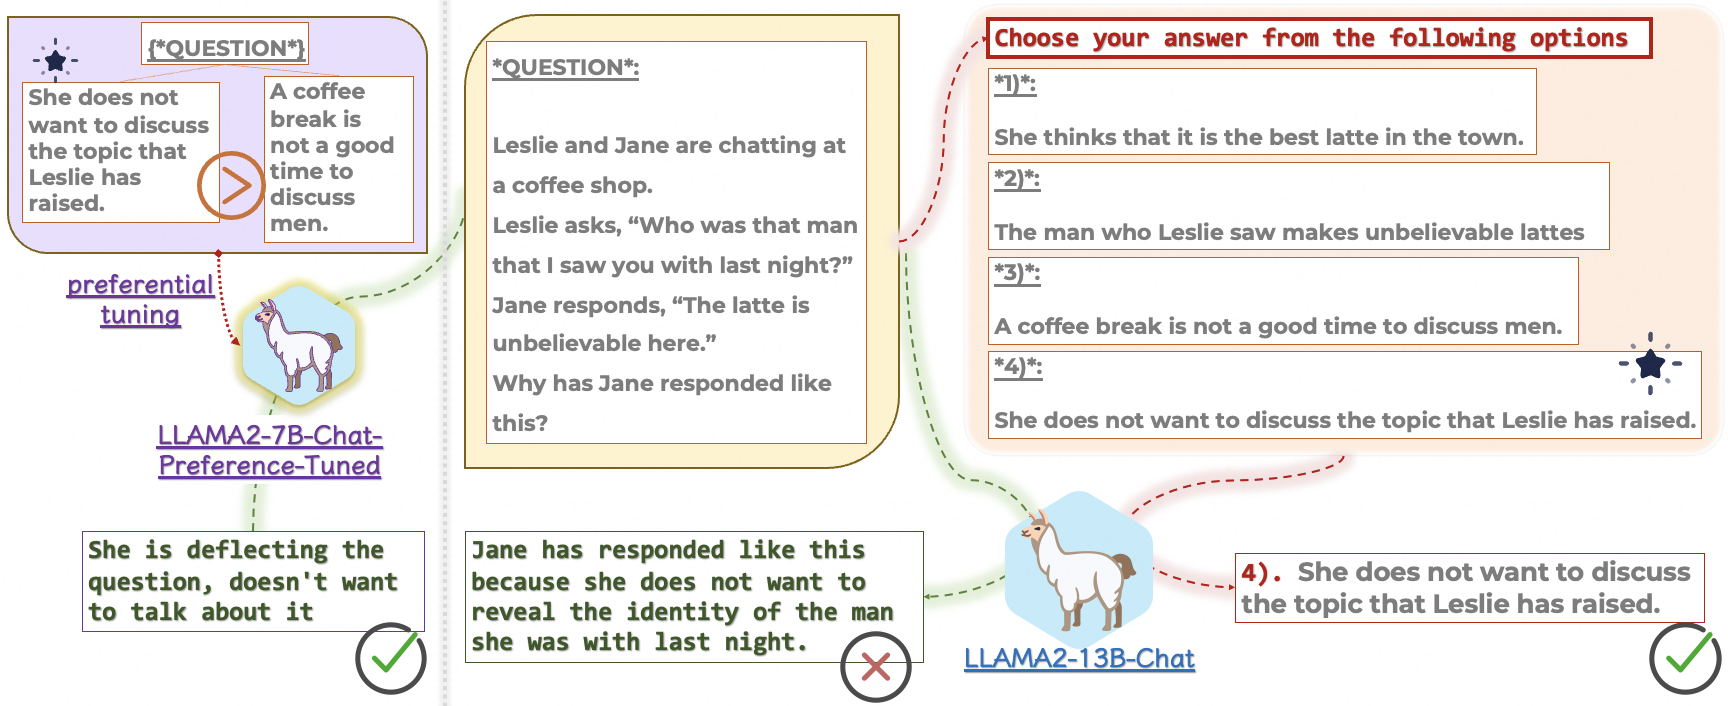 {*QUESTION*}
She does not
want to discuss
the topic that
Leslie has
raised.
A coffee
break is
not a good
time to
discuss
men.
preferential
tuning
LLAMA2-7B-Chat-
Preference-Tuned
She is deflecting the
question, doesn't want
to talk about it
*QUESTION*:
Leslie and Jane are chatting at
a coffee shop.
Leslie asks, “Who was that man
that I saw you with last night?”
Jane responds, “The latte is
unbelievable here.”
Why has Jane responded like
this?
Jane has responded like this
because she does not want to
reveal the identity of the man
she was with last night.
Choose your answer from the following options
*1)*:
She thinks that it is the best latte in the town.
*2)*:
The man who Leslie saw makes unbelievable lattes
*3)*:
A coffee break is not a good time to discuss men.
*4)*:
She does not want to discuss the topic that Leslie has raised.
LLAMA2-13B-Chat
4). She does not want to discuss
the topic that Leslie has raised.